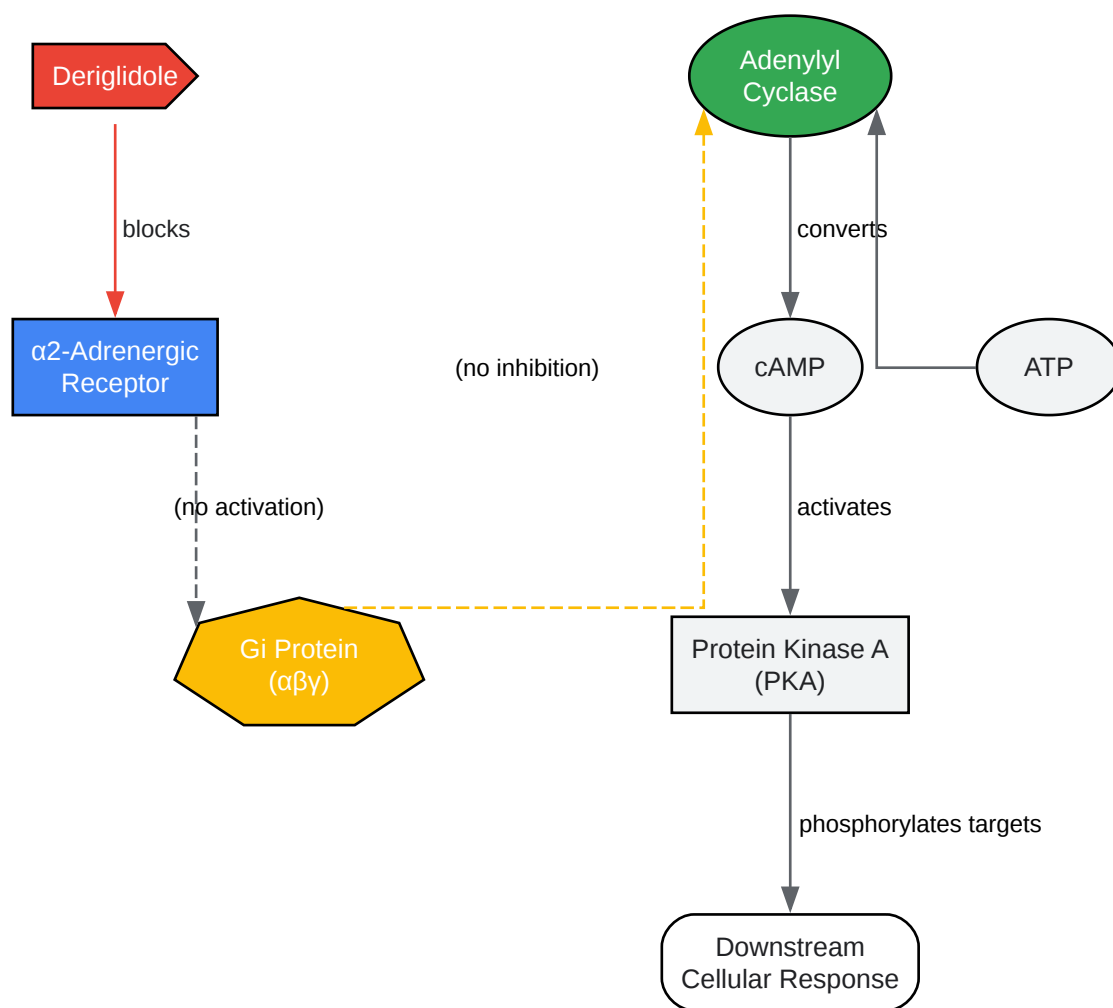 Deriglidole
Adenylyl
Cyclase
blocks
converts
α2-Adrenergic
Receptor
(no inhibition)
cAMP
ATP
(no activation)
activates
Gi Protein
(αβγ)
Protein Kinase A
(PKA)
phosphorylates targets
Downstream
Cellular Response